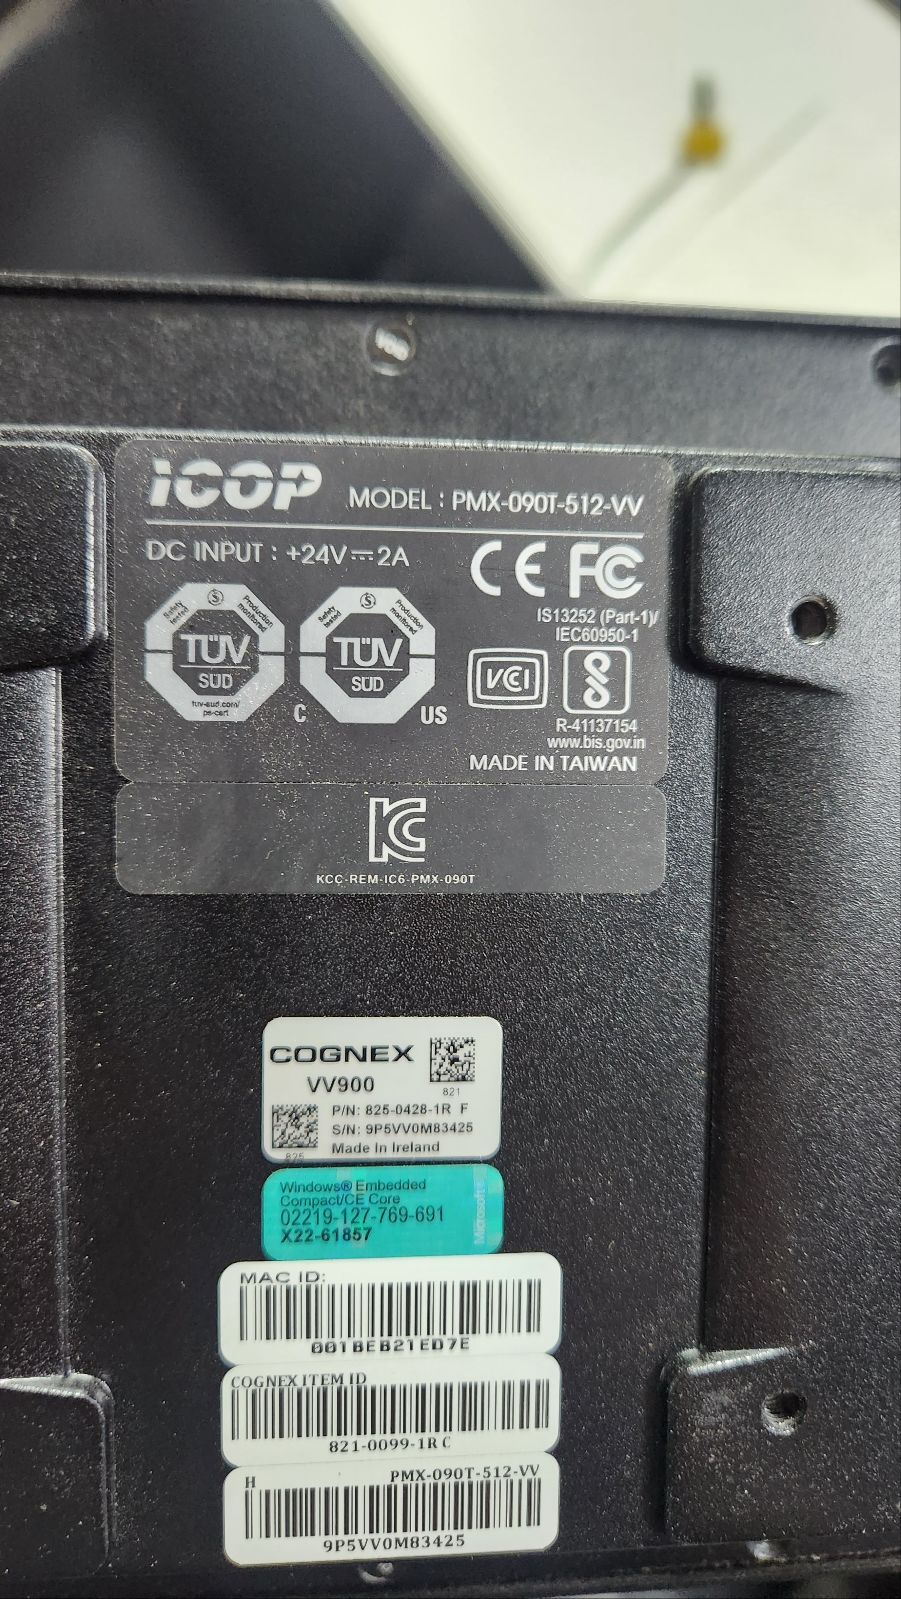 iCOP
MODEL : PMX-090T-512-VV
DC INPUT : +24V⎓2A
CE FC
Safety tested
Production monitored
TÜV
SÜD
tuv-sud.com/
ps-cert
Safety tested
Production monitored
TÜV
SÜD
C US
IS13252 (Part-1)/
IEC60950-1
VCI
R-41137154
www.bis.gov.in
MADE IN TAIWAN
KC
KCC-REM-IC6-PMX-090T
COGNEX
VV900
821
P/N: 825-0428-1R F
S/N: 9P5VV0M83425
Made In Ireland
825
Windows® Embedded
Compact/CE Core
02219-127-769-691
X22-61857
Microsoft
MAC ID:
001BEB21ED7E
COGNEX ITEM ID
821-0099-1R C
H PMX-090T-512-VV
9P5VV0M83425